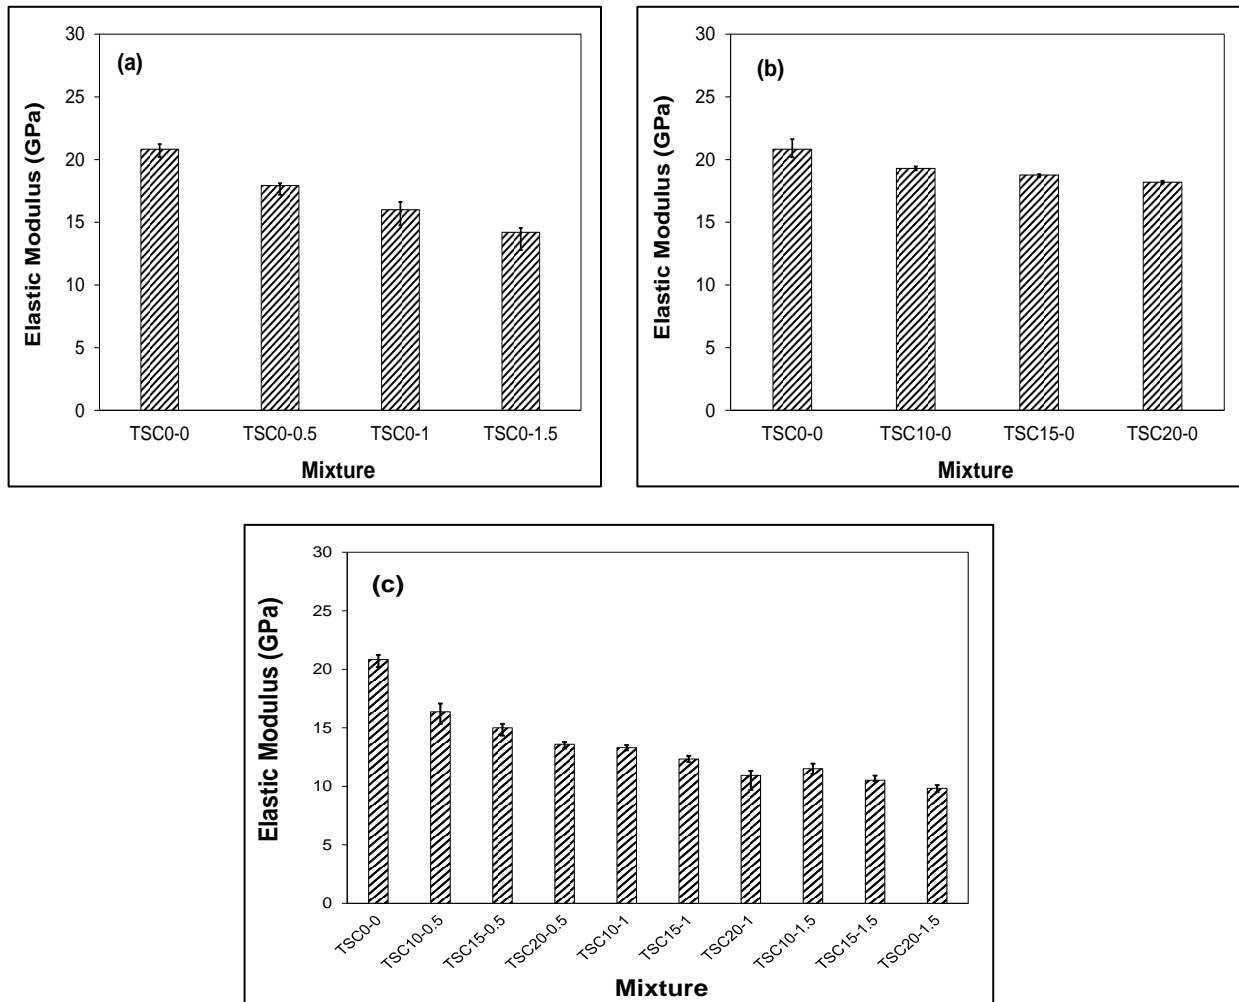 (a)
Elastic Modulus (GPa)
30
25
20
15
10
5
0
TSC0-0 TSC0-0.5 TSC0-1 TSC0-1.5
Mixture
(b)
Elastic Modulus (GPa)
30
25
20
15
10
5
0
TSC0-0 TSC10-0 TSC15-0 TSC20-0
Mixture
(c)
Elastic Modulus (GPa)
30
25
20
15
10
5
0
TSC0-0 TSC10-0.5 TSC15-0.5 TSC20-0.5 TSC10-1 TSC15-1 TSC20-1 TSC10-1.5 TSC15-1.5 TSC20-1.5
Mixture